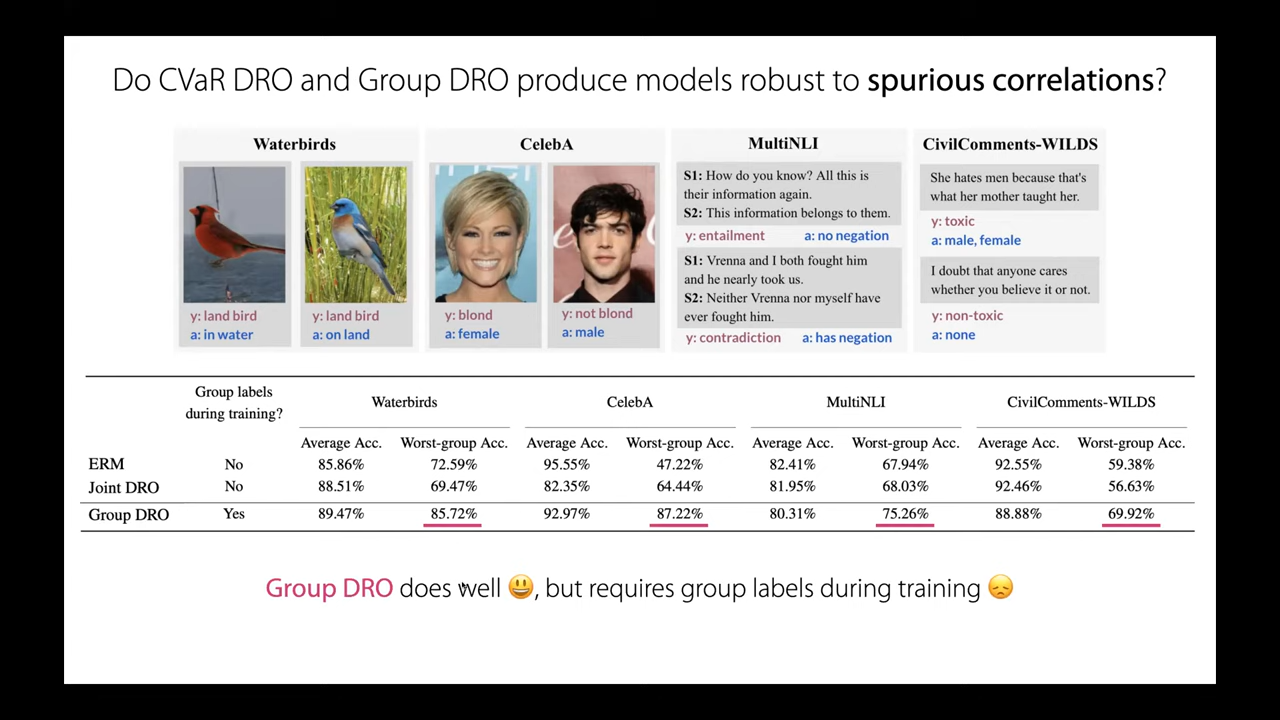 Do CVaR DRO and Group DRO produce models robust to spurious correlations?
Waterbirds
y: land bird
a: in water
y: land bird
a: on land
CelebA
y: blond
a: female
y: not blond
a: male
MultiNLI
S1: How do you know? All this is
their information again.
S2: This information belongs to them.
y: entailment a: no negation
S1: Vrenna and I both fought him
and he nearly took us.
S2: Neither Vrenna nor myself have
ever fought him.
y: contradiction a: has negation
CivilComments-WILDS
She hates men because that's
what her mother taught her.
y: toxic
a: male, female
I doubt that anyone cares
whether you believe it or not.
y: non-toxic
a: none
Group labels
during training? Waterbirds CelebA MultiNLI CivilComments-WILDS
Average Acc. Worst-group Acc. Average Acc. Worst-group Acc. Average Acc. Worst-group Acc. Average Acc. Worst-group Acc.
ERM No 85.86% 72.59% 95.55% 47.22% 82.41% 67.94% 92.55% 59.38%
Joint DRO No 88.51% 69.47% 82.35% 64.44% 81.95% 68.03% 92.46% 56.63%
Group DRO Yes 89.47% 85.72% 92.97% 87.22% 80.31% 75.26% 88.88% 69.92%
Group DRO does well 😃, but requires group labels during training 😞